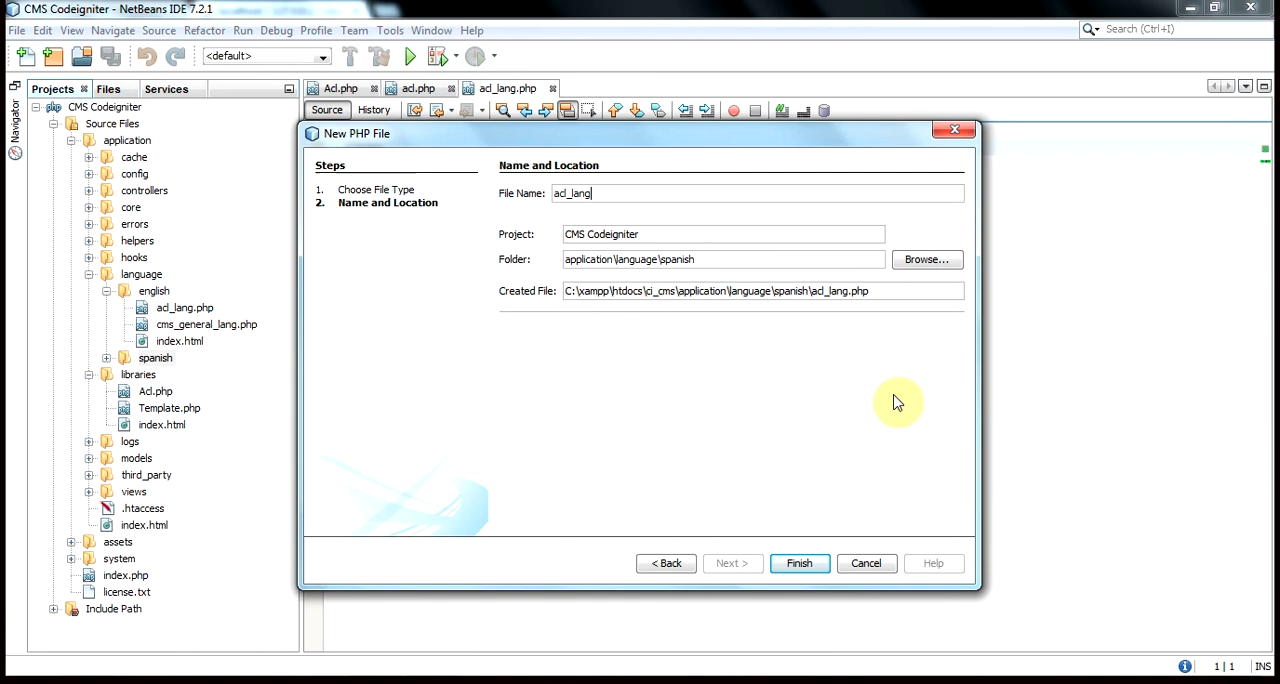 CMS Codeigniter - NetBeans IDE 7.2.1
File Edit View Navigate Source Refactor Run Debug Profile Team Tools Window Help
Search (Ctrl+I)
<default>
Projects Files Services
Acl.php acl.php acl_lang.php
Source History
Navigator
CMS Codeigniter
Source Files
application
cache
config
controllers
core
errors
helpers
hooks
language
english
acl_lang.php
cms_general_lang.php
index.html
spanish
libraries
Acl.php
Template.php
index.html
logs
models
third_party
views
.htaccess
index.html
assets
system
index.php
license.txt
Include Path
New PHP File
Steps
1. Choose File Type
2. Name and Location
Name and Location
File Name: acl_lang
Project: CMS Codeigniter
Folder: application\language\spanish
Browse...
Created File: C:\xampp\htdocs\ci_cms\application\language\spanish\acl_lang.php
< Back Next > Finish Cancel Help
1 | 1 INS